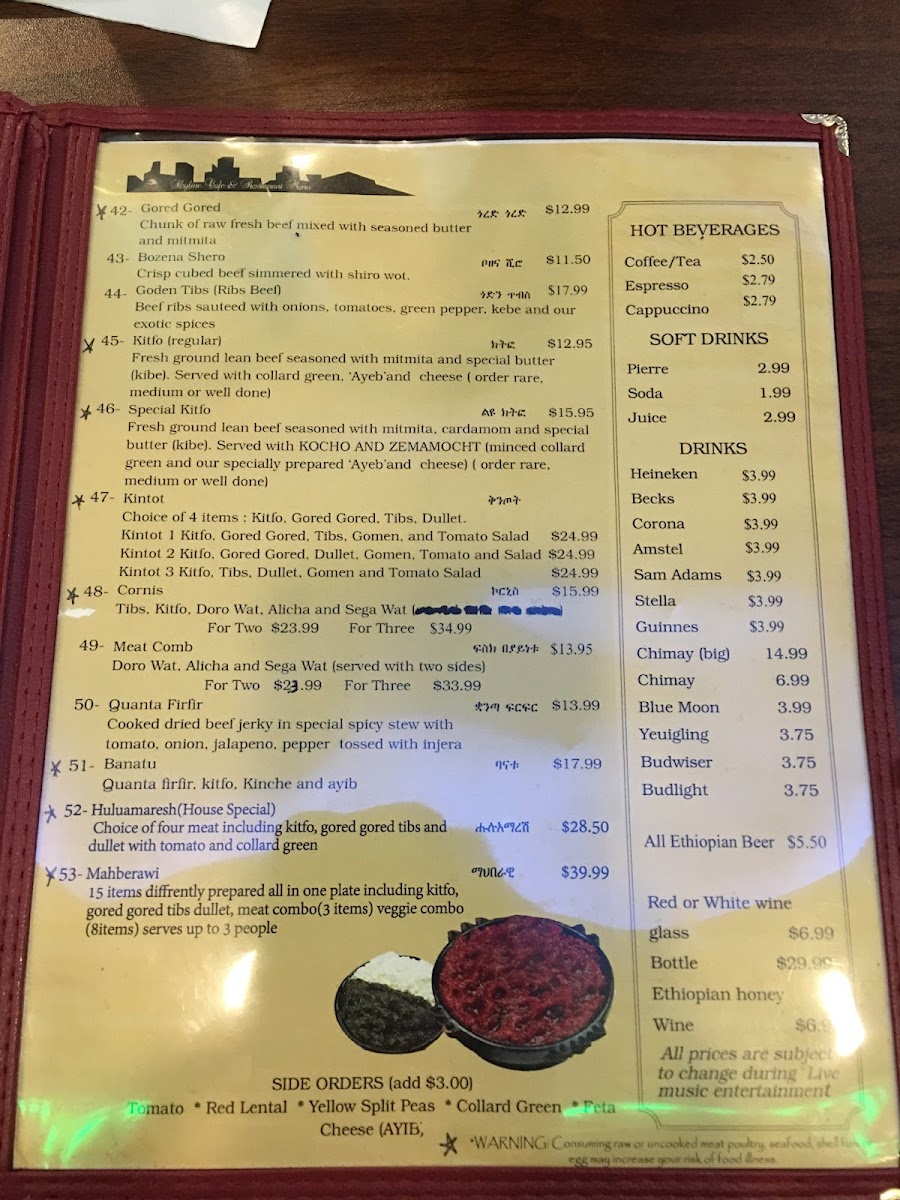 Skyline Cafe & Restaurant Menu
42- Gored Gored ጎረድ ጎረድ $12.99
Chunk of raw fresh beef mixed with seasoned butter
and mitmita
43- Bozena Shero ቦዘና ሺሮ $11.50
Crisp cubed beef simmered with shiro wot.
44- Goden Tibs (Ribs Beef) ጎድን ጥብስ $17.99
Beef ribs sauteed with onions, tomatoes, green pepper, kebe and our
exotic spices
45- Kitfo (regular) ክትፎ $12.95
Fresh ground lean beef seasoned with mitmita and special butter
(kibe). Served with collard green, 'Ayeb'and cheese ( order rare,
medium or well done)
46- Special Kitfo ልዩ ክትፎ $15.95
Fresh ground lean beef seasoned with mitmita, cardamom and special
butter (kibe). Served with KOCHO AND ZEMAMOCHT (minced collard
green and our specially prepared 'Ayeb'and cheese) ( order rare,
medium or well done)
47- Kintot ቅንጦት
Choice of 4 items : Kitfo, Gored Gored, Tibs, Dullet.
Kintot 1 Kitfo, Gored Gored, Tibs, Gomen, and Tomato Salad $24.99
Kintot 2 Kitfo, Gored Gored, Dullet, Gomen, Tomato and Salad $24.99
Kintot 3 Kitfo, Tibs, Dullet, Gomen and Tomato Salad $24.99
48- Cornis ኮርኒስ $15.99
Tibs, Kitfo, Doro Wat, Alicha and Sega Wat
For Two $23.99 For Three $34.99
49- Meat Comb ፍስክ በያይነቱ $13.95
Doro Wat, Alicha and Sega Wat (served with two sides)
For Two $23.99 For Three $33.99
50- Quanta Firfir ቋንጣ ፍርፍር $13.99
Cooked dried beef jerky in special spicy stew with
tomato, onion, jalapeno, pepper tossed with injera
51- Banatu ባናቱ $17.99
Quanta firfir, kitfo, Kinche and ayib
52- Huluamaresh(House Special)
Choice of four meat including kitfo, gored gored tibs and ሑሉአማረሽ $28.50
dullet with tomato and collard green
53- Mahberawi ማህበራዊ $39.99
15 items diffrently prepared all in one plate including kitfo,
gored gored tibs dullet, meat combo(3 items) veggie combo
(8items) serves up to 3 people
SIDE ORDERS (add $3.00)
Tomato * Red Lental * Yellow Split Peas * Collard Green * Feta
Cheese (AYIB,
HOT BEVERAGES
Coffee/Tea $2.50
Espresso $2.79
Cappuccino $2.79
SOFT DRINKS
Pierre 2.99
Soda 1.99
Juice 2.99
DRINKS
Heineken $3.99
Becks $3.99
Corona $3.99
Amstel $3.99
Sam Adams $3.99
Stella $3.99
Guinnes $3.99
Chimay (big) 14.99
Chimay 6.99
Blue Moon 3.99
Yeuigling 3.75
Budwiser 3.75
Budlight 3.75
All Ethiopian Beer $5.50
Red or White wine
glass $6.99
Bottle $29.99
Ethiopian honey
Wine
All prices are subject
to change during Live
music entertainment
*WARNING: Consuming raw or uncooked meat poultry, seafood, shell
egg may increase your risk of food illness.